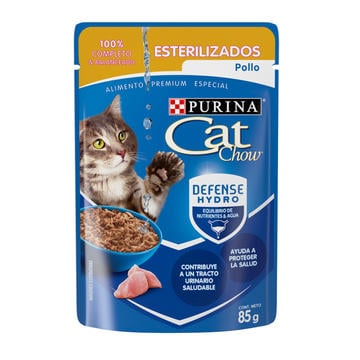 100%
COMPLETO
& BALANCEADO
ESTERILIZADOS
Pollo
ALIMENTO PREMIUM ESPECIAL
PURINA
Cat
Chow
DEFENSE
HYDRO
EQUILIBRIO DE
NUTRIENTES & AGUA
CONTRIBUYE
A UN TRACTO
URINARIO
SALUDABLE
AYUDA A
PROTEGER
LA SALUD
CONT. NETO
85g